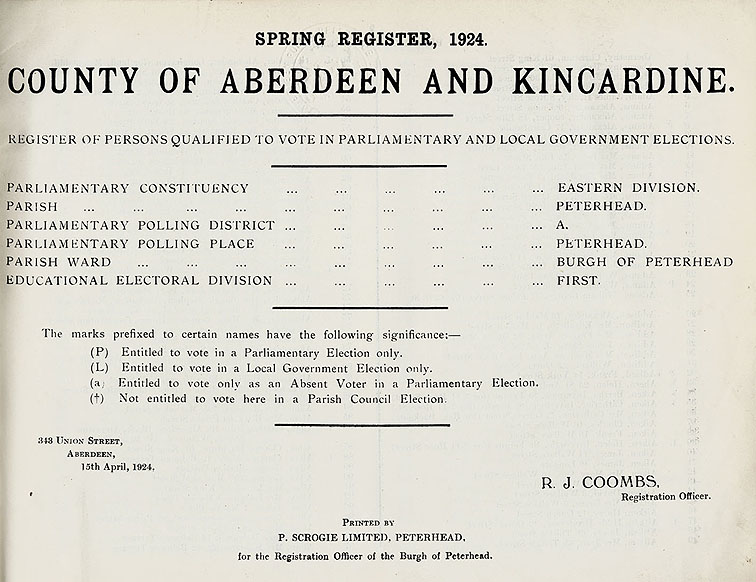 SPRING REGISTER, 1924.
COUNTY OF ABERDEEN AND KINCARDINE.
REGISTER OF PERSONS QUALIFIED TO VOTE IN PARLIAMENTARY AND LOCAL GOVERNMENT ELECTIONS.
PARLIAMENTARY CONSTITUENCY ... ... ... ... ... ... EASTERN DIVISION.
PARISH ... ... ... ... ... ... ... ... ... ... PETERHEAD.
PARLIAMENTARY POLLING DISTRICT ... ... ... ... ... ... A.
PARLIAMENTARY POLLING PLACE ... ... ... ... ... ... PETERHEAD.
PARISH WARD ... ... ... ... ... ... ... ... ... BURGH OF PETERHEAD
EDUCATIONAL ELECTORAL DIVISION ... ... ... ... ... ... FIRST.
The marks prefixed to certain names have the following significance:—
(P) Entitled to vote in a Parliamentary Election only.
(L) Entitled to vote in a Local Government Election only.
(a) Entitled to vote only as an Absent Voter in a Parliamentary Election.
(†) Not entitled to vote here in a Parish Council Election.
343 UNION STREET,
ABERDEEN,
15th April, 1924.
R. J. COOMBS,
Registration Officer.
PRINTED BY
P. SCROGIE LIMITED, PETERHEAD,
for the Registration Officer of the Burgh of Peterhead.